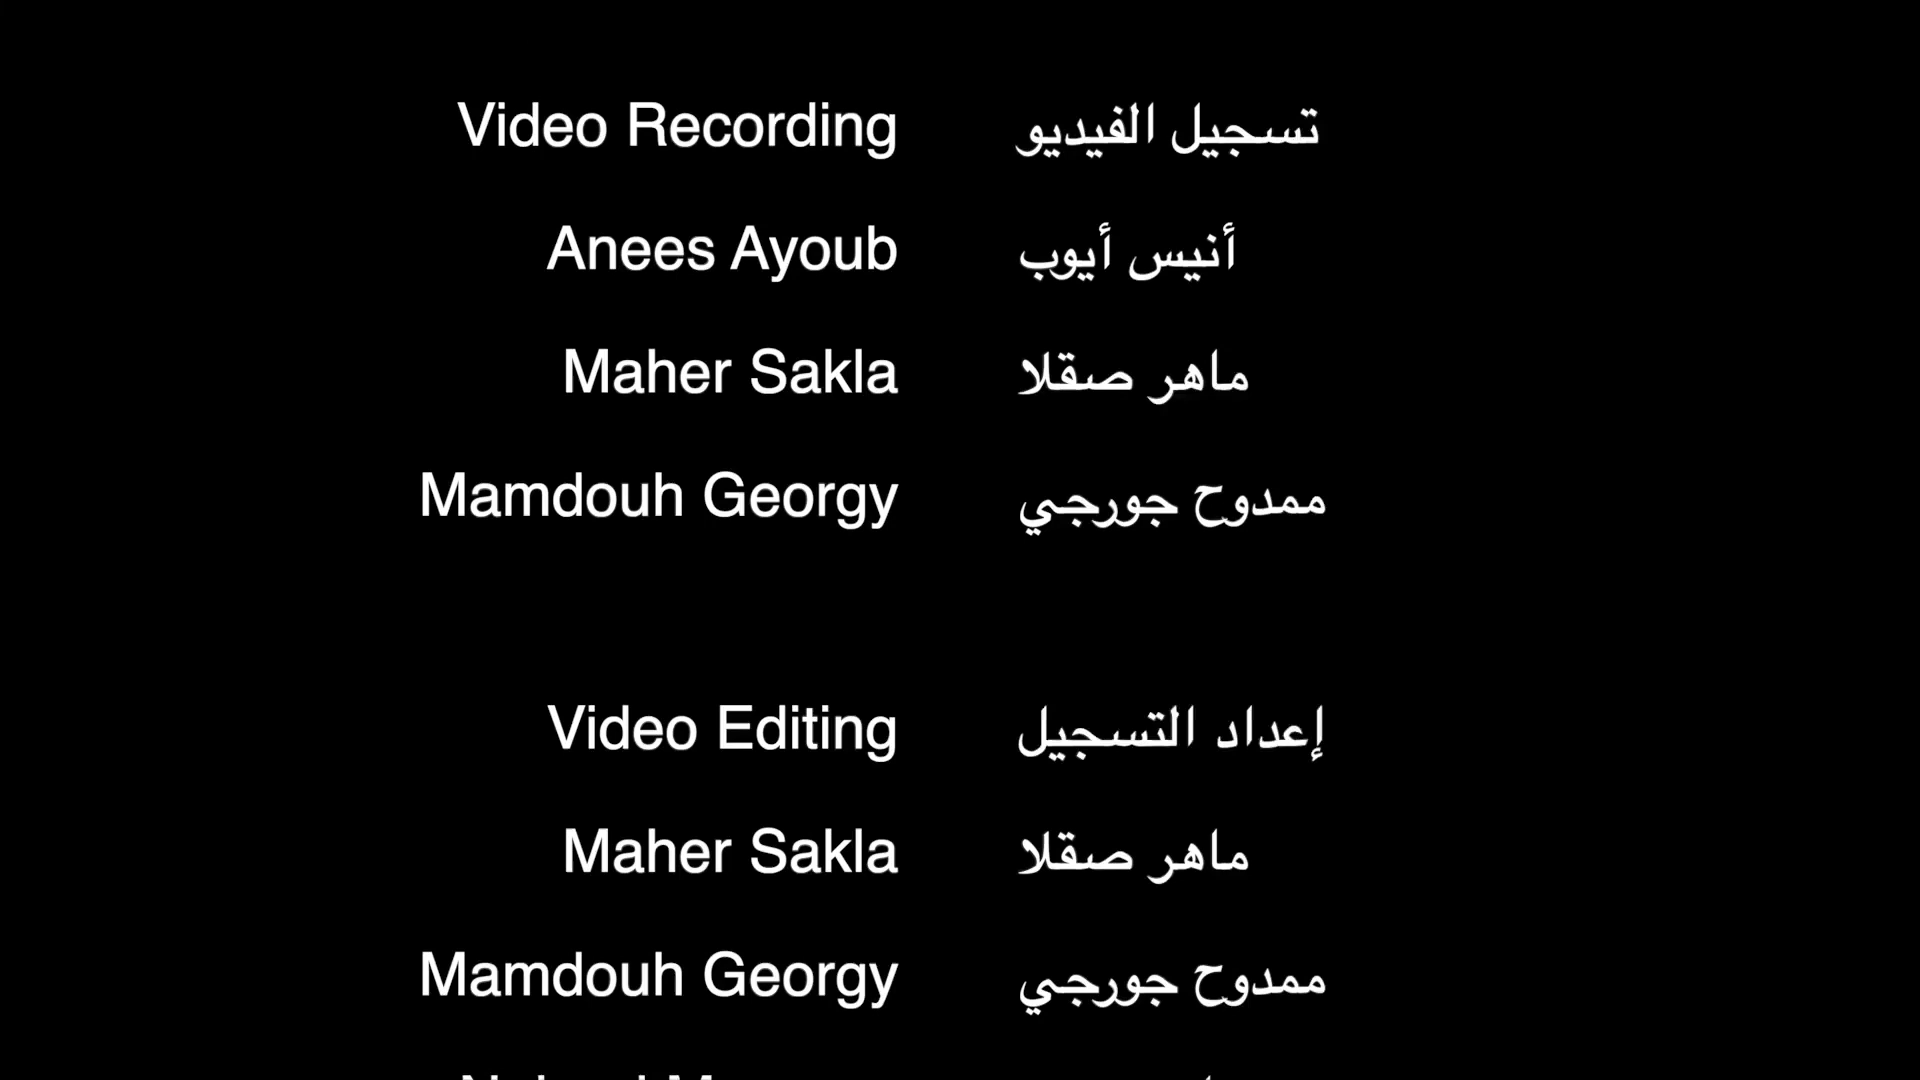 Video Recording تسجيل الفيديو
Anees Ayoub أنيس أيوب
Maher Sakla ماهر صقلا
Mamdouh Georgy ممدوح جورجي
Video Editing إعداد التسجيل
Maher Sakla ماهر صقلا
Mamdouh Georgy ممدوح جورجي